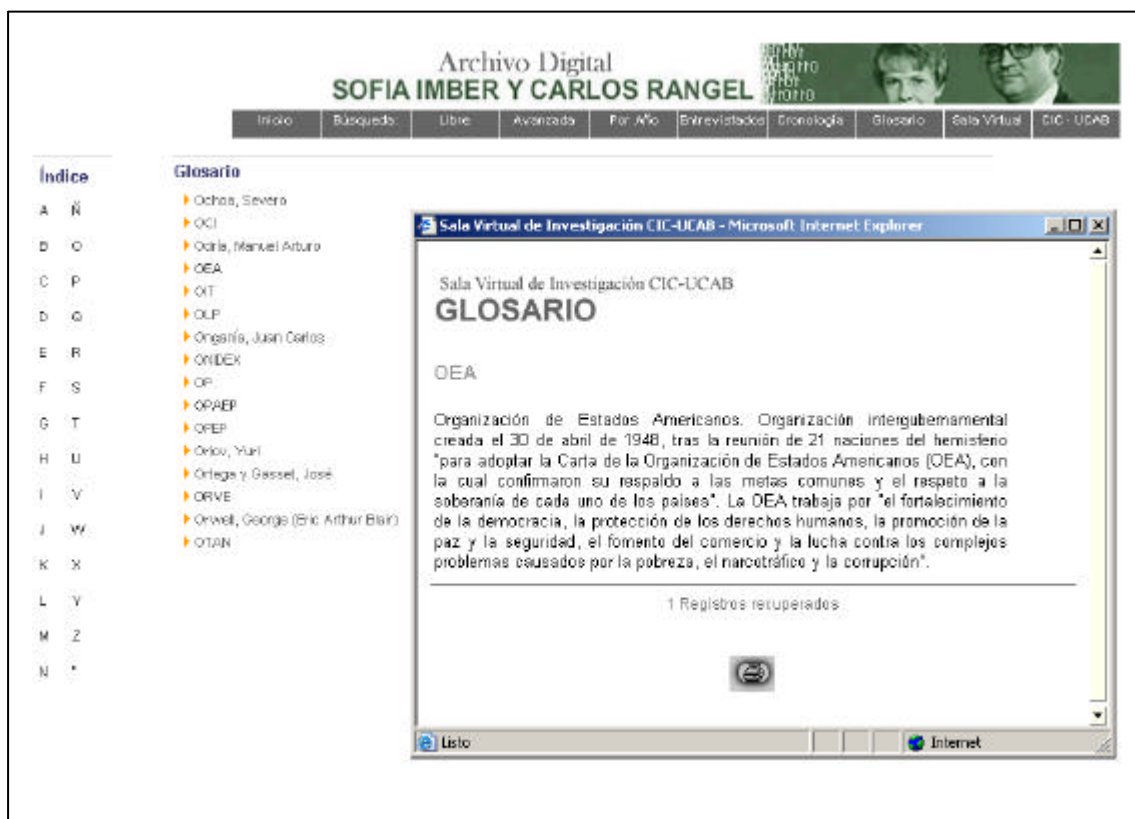 Archivo Digital
SOFIA IMBER Y CARLOS RANGEL
Inicio Búsqueda Libre Avanzada Por Año Entrevistados Cronología Glosario Sala Virtual CIC - UCAB
Índice
A Ñ
B O
C P
D Q
E R
F S
G T
H U
I V
J W
K X
L Y
M Z
N *
Glosario
Ochoa, Severo
OCI
Odría, Manuel Arturo
OEA
OIT
OLP
Onganía, Juan Carlos
ONIDEX
OP
OPAEP
OPEP
Orlov, Yuri
Ortega y Gasset, José
ORVE
Orwell, George (Eric Arthur Blair)
OTAN
Sala Virtual de Investigación CIC-UCAB - Microsoft Internet Explorer
Sala Virtual de Investigación CIC-UCAB
GLOSARIO
OEA
Organización de Estados Americanos. Organización intergubernamental
creada el 30 de abril de 1948, tras la reunión de 21 naciones del hemisferio
"para adoptar la Carta de la Organización de Estados Americanos (OEA), con
la cual confirmaron su respaldo a las metas comunes y el respeto a la
soberanía de cada uno de los países". La OEA trabaja por "el fortalecimiento
de la democracia, la protección de los derechos humanos, la promoción de la
paz y la seguridad, el fomento del comercio y la lucha contra los complejos
problemas causados por la pobreza, el narcotráfico y la corrupción".
1 Registros recuperados
Listo
Internet